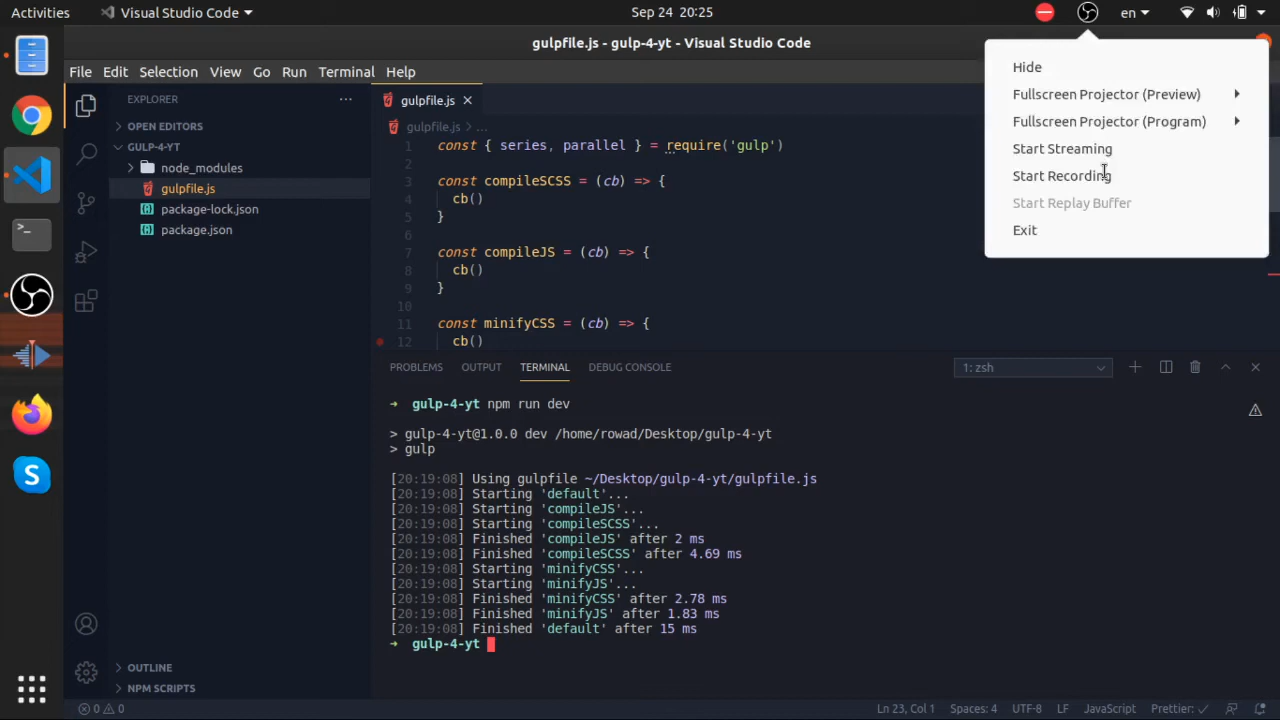 Activities
Visual Studio Code
Sep 24 20:25
en
gulpfile.js - gulp-4-yt - Visual Studio Code
File Edit Selection View Go Run Terminal Help
Hide
Fullscreen Projector (Preview)
Fullscreen Projector (Program)
Start Streaming
Start Recording
Start Replay Buffer
Exit
EXPLORER
OPEN EDITORS
GULP-4-YT
node_modules
gulpfile.js
package-lock.json
package.json
OUTLINE
NPM SCRIPTS
gulpfile.js
gulpfile.js > ...
1 const { series, parallel } = require('gulp')
2
3 const compileSCSS = (cb) => {
4 cb()
5 }
6
7 const compileJS = (cb) => {
8 cb()
9 }
10
11 const minifyCSS = (cb) => {
12 cb()
PROBLEMS OUTPUT TERMINAL DEBUG CONSOLE
1: zsh
➜ gulp-4-yt npm run dev
> gulp-4-yt@1.0.0 dev /home/rowad/Desktop/gulp-4-yt
> gulp
[20:19:08] Using gulpfile ~/Desktop/gulp-4-yt/gulpfile.js
[20:19:08] Starting 'default'...
[20:19:08] Starting 'compileJS'...
[20:19:08] Starting 'compileSCSS'...
[20:19:08] Finished 'compileJS' after 2 ms
[20:19:08] Finished 'compileSCSS' after 4.69 ms
[20:19:08] Starting 'minifyCSS'...
[20:19:08] Starting 'minifyJS'...
[20:19:08] Finished 'minifyCSS' after 2.78 ms
[20:19:08] Finished 'minifyJS' after 1.83 ms
[20:19:08] Finished 'default' after 15 ms
➜ gulp-4-yt
0 0
Ln 23, Col 1 Spaces: 4 UTF-8 LF JavaScript Prettier: ✓